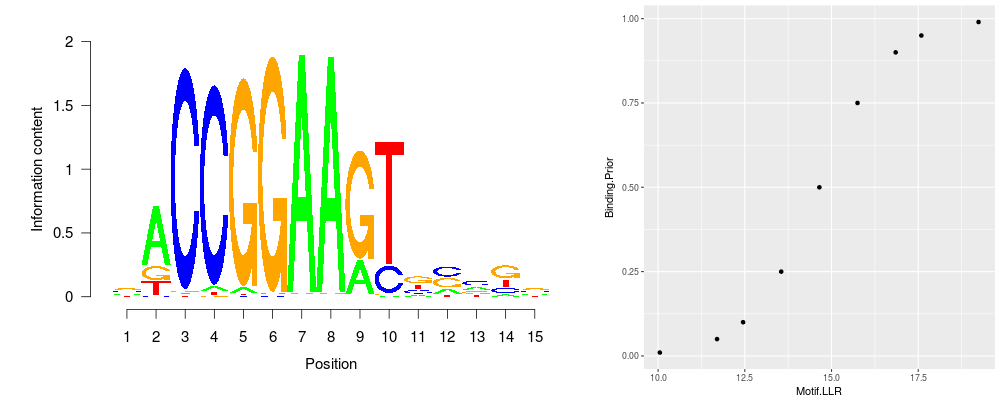 2
1.5
1
0.5
0
Information content
1 2 3 4 5 6 7 8 9 10 11 12 13 14 15
Position
A
G
T
C
C
G
G
A
A
G
A
T
C
1.00
0.75
0.50
0.25
0.00
Binding.Prior
10.0 12.5 15.0 17.5
Motif.LLR